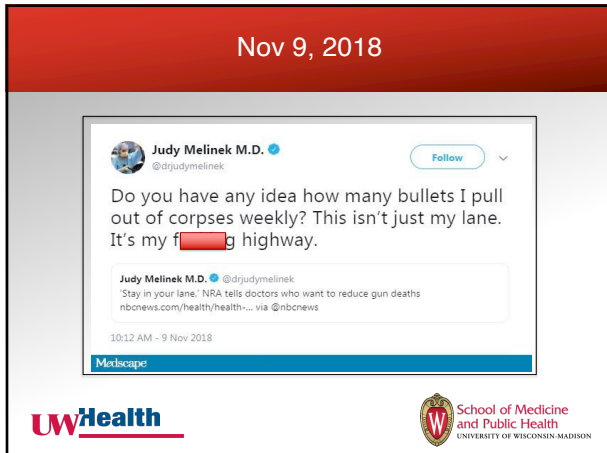 Nov 9, 2018
Judy Melinek M.D.
@drjudymelinek
Follow
Do you have any idea how many bullets I pull
out of corpses weekly? This isn't just my lane.
It's my f g highway.
Judy Melinek M.D. @drjudymelinek
'Stay in your lane.' NRA tells doctors who want to reduce gun deaths
nbcnews.com/health/health-... via @nbcnews
10:12 AM - 9 Nov 2018
Medscape
UWHealth
W
School of Medicine
and Public Health
UNIVERSITY OF WISCONSIN-MADISON